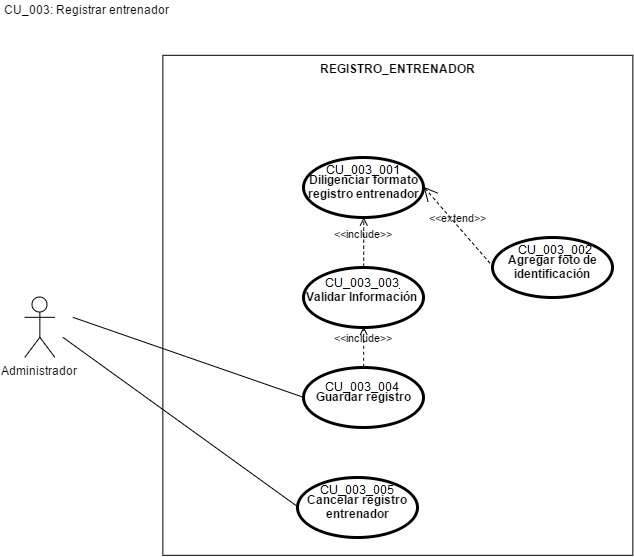 CU_003: Registrar entrenador
REGISTRO_ENTRENADOR
CU_003_001
Diligenciar formato
registro entrenador
<<extend>>
<<include>>
CU_003_002
Agregar foto de
identificación
CU_003_003
Validar Información
<<include>>
Administrador
CU_003_004
Guardar registro
CU_003_005
Cancelar registro
entrenador